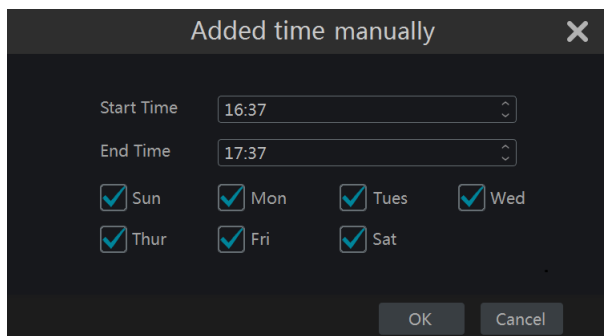 Added time manually
Start Time 16:37
End Time 17:37
Sun Mon Tues Wed
Thur Fri Sat
OK Cancel